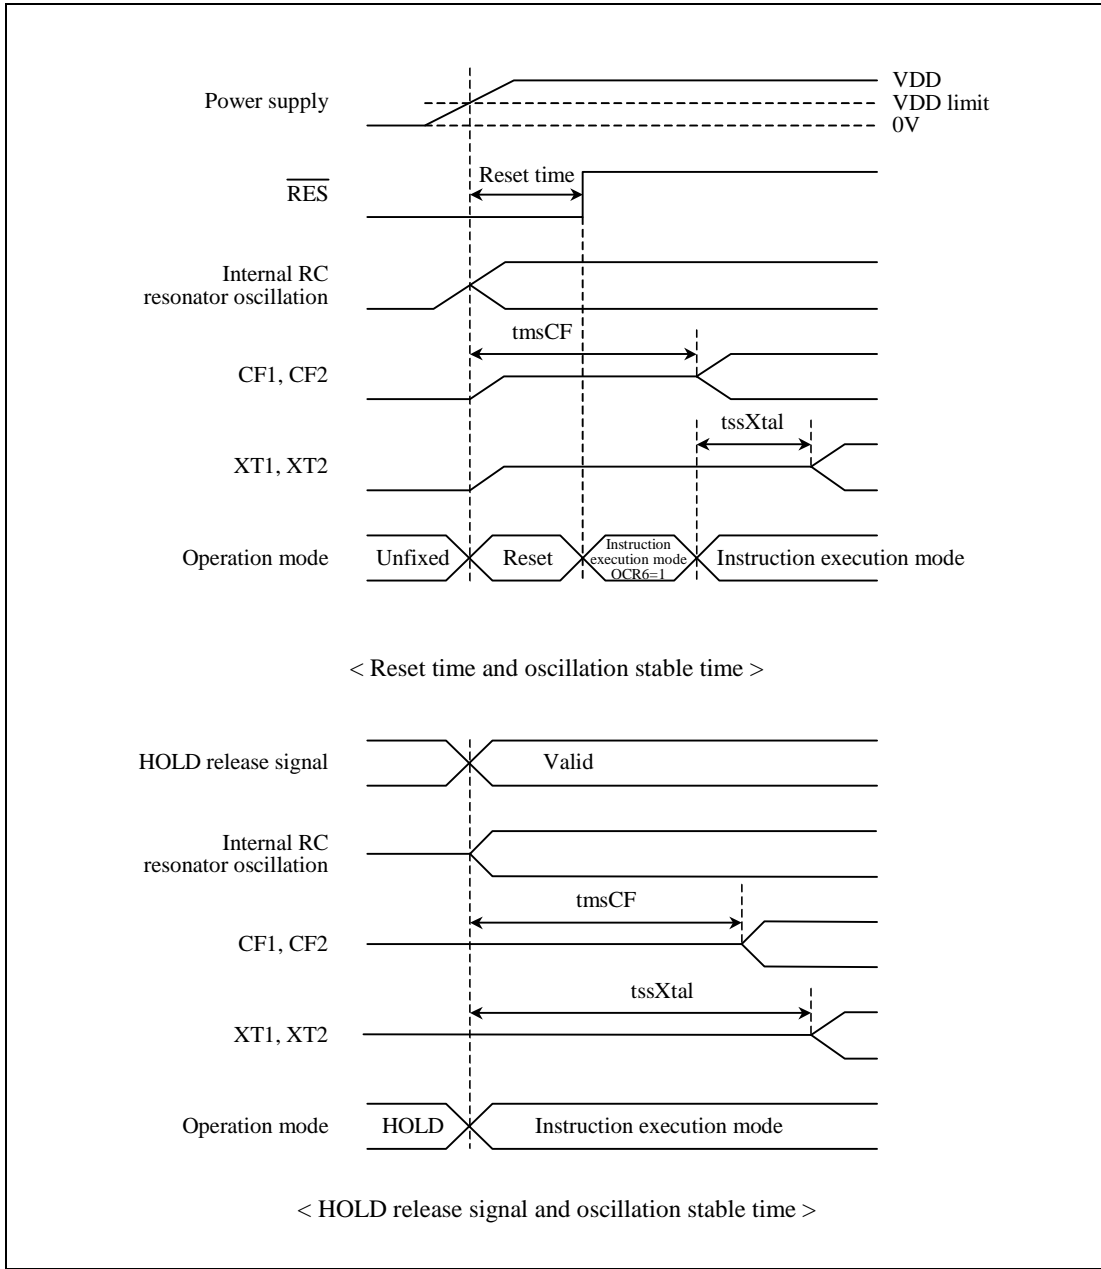 Power supply
VDD
VDD limit
0V
RES
Reset time
Internal RC
resonator oscillation
tmsCF
CF1, CF2
tssXtal
XT1, XT2
Operation mode
Unfixed
Reset
Instruction
execution mode
OCR6=1
Instruction execution mode
< Reset time and oscillation stable time >
HOLD release signal
Valid
Internal RC
resonator oscillation
tmsCF
CF1, CF2
tssXtal
XT1, XT2
Operation mode
HOLD
Instruction execution mode
< HOLD release signal and oscillation stable time >